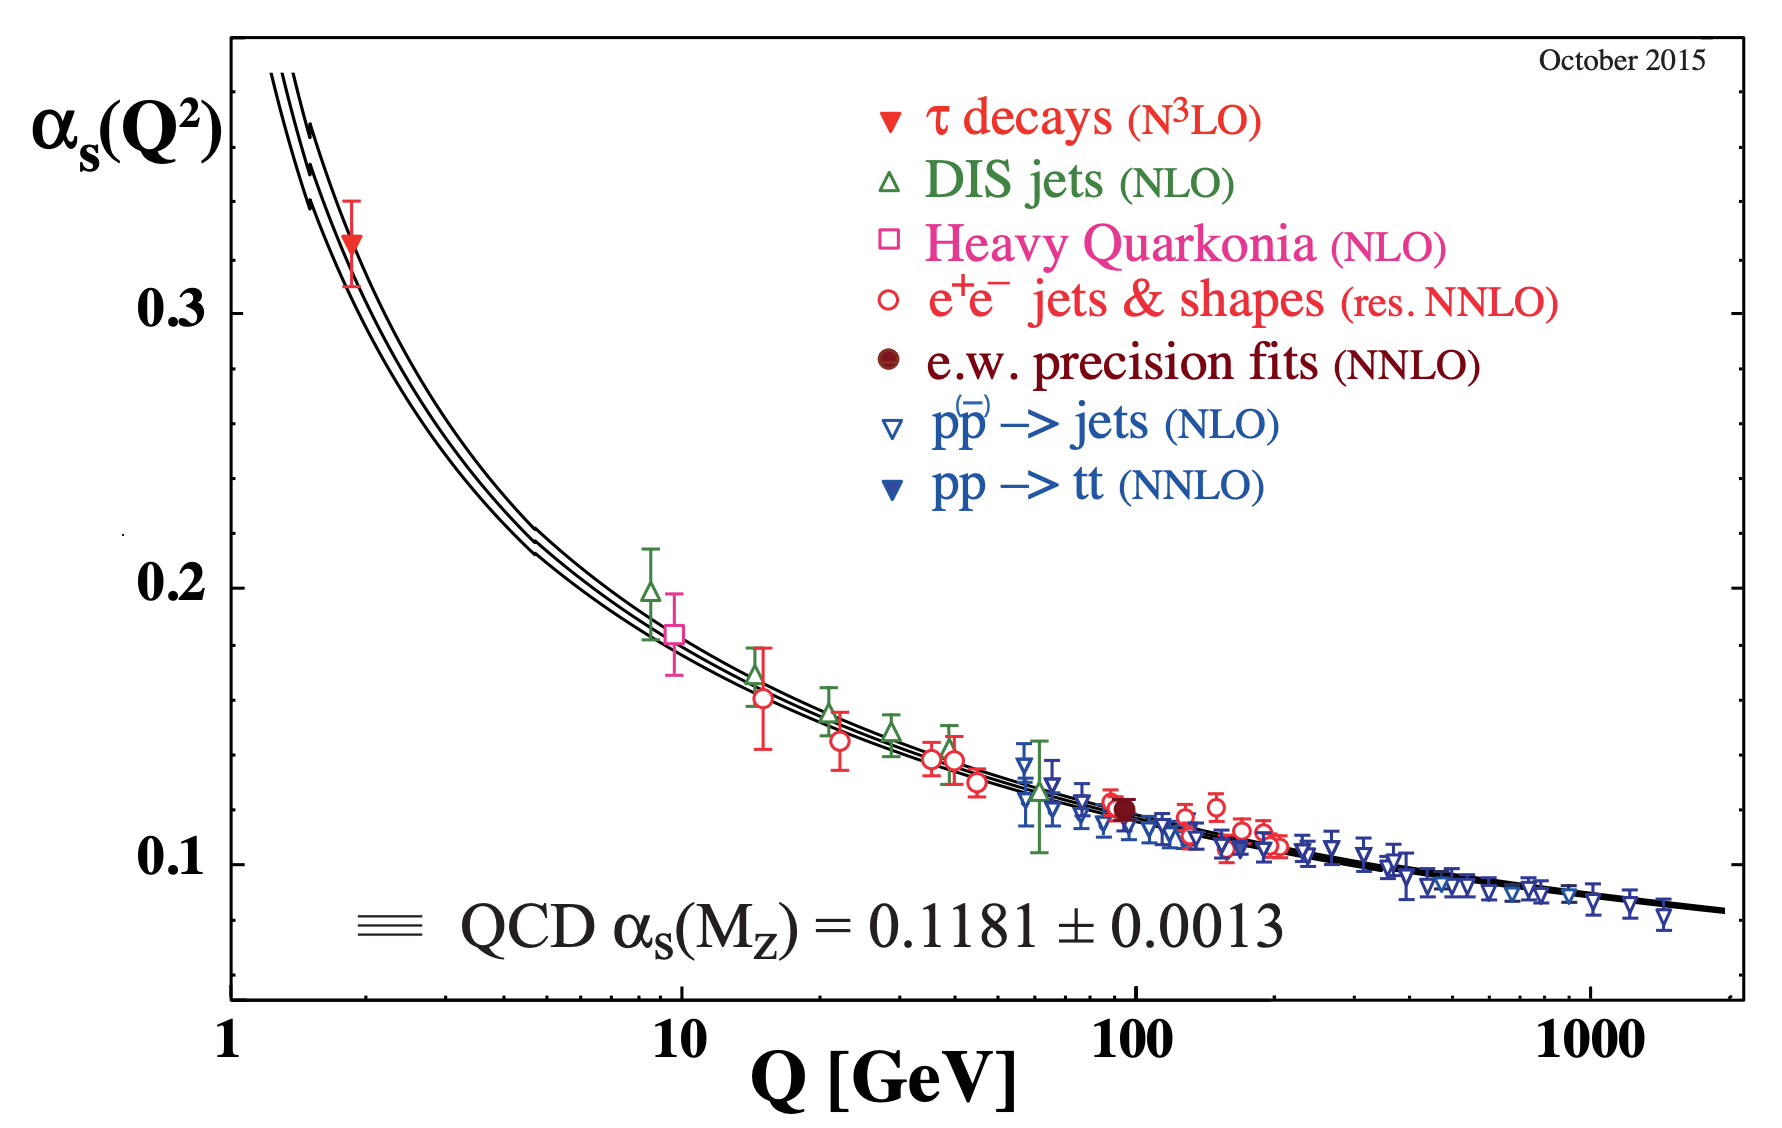 October 2015
αs(Q²)
τ decays (N³LO)
DIS jets (NLO)
Heavy Quarkonia (NLO)
e⁺e⁻ jets & shapes (res. NNLO)
e.w. precision fits (NNLO)
pp(–) –> jets (NLO)
pp –> tt (NNLO)
0.3
0.2
0.1
QCD αs(Mz) = 0.1181 ± 0.0013
1 10 100 1000
Q [GeV]